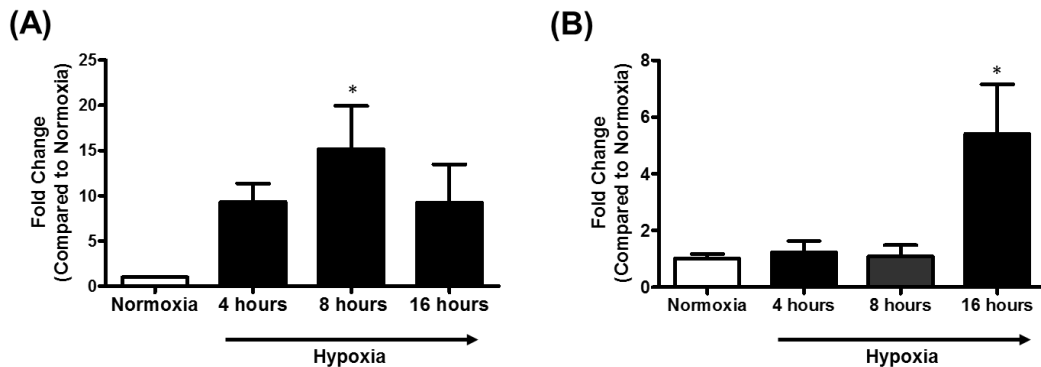 (A)
Fold Change
(Compared to Normoxia)
25
20
15
10
5
0
*
Normoxia 4 hours 8 hours 16 hours
Hypoxia
(B)
Fold Change
(Compared to Normoxia)
8
6
4
2
0
*
Normoxia 4 hours 8 hours 16 hours
Hypoxia